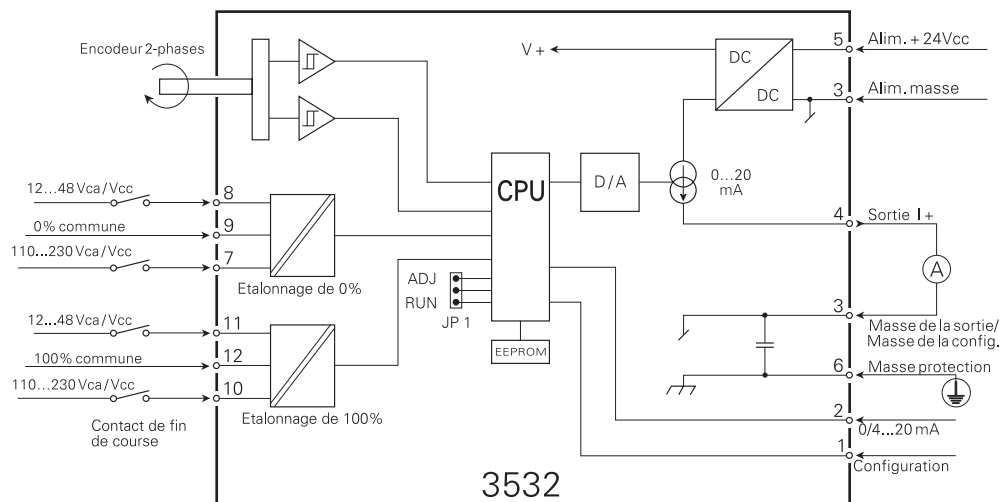 Encodeur 2-phases
V +
DC
DC
5
Alim. + 24Vcc
3
Alim. masse
CPU
D/A
0...20
mA
4
Sortie I +
A
12...48 Vca/Vcc
8
0% commune
9
110...230 Vca/Vcc
7
Etalonnage de 0%
ADJ
RUN
JP 1
EEPROM
12...48 Vca/Vcc
11
100% commune
12
110...230 Vca/Vcc
10
Etalonnage de 100%
Contact de fin
de course
3
Masse de la sortie/
Masse de la config.
6
Masse protection
2
0/4...20 mA
1
Configuration
3532